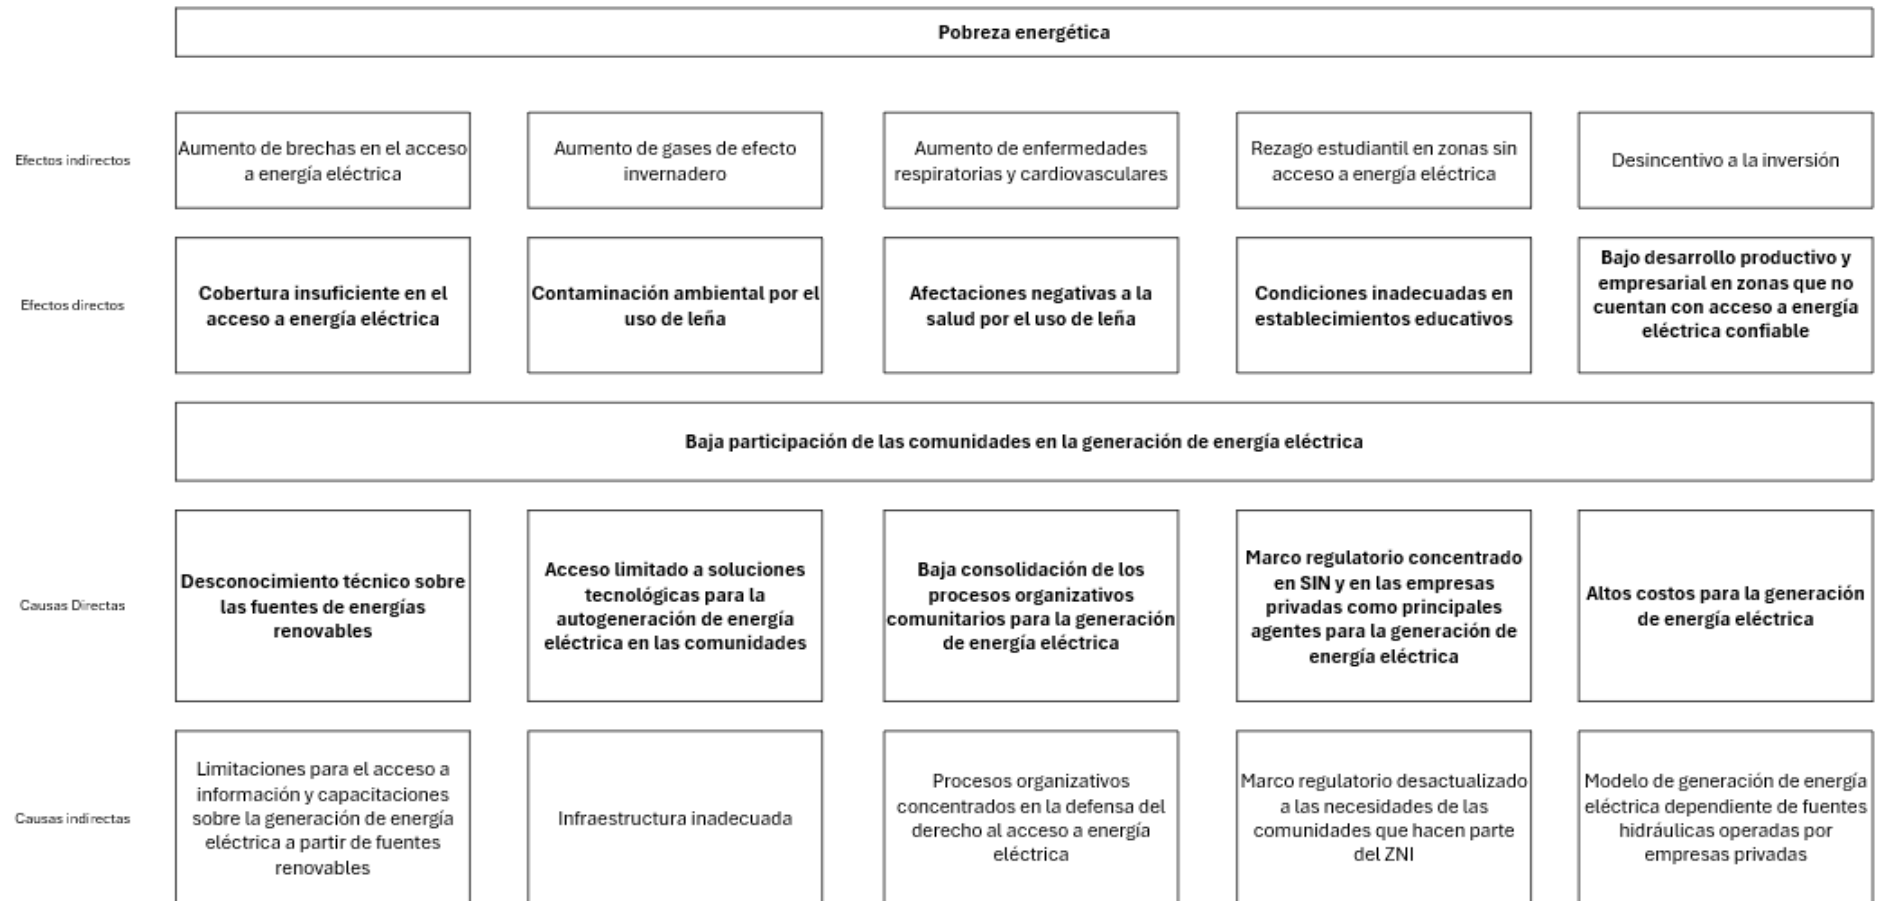 Pobreza energética
Efectos indirectos
Aumento de brechas en el acceso
a energía eléctrica
Aumento de gases de efecto
invernadero
Aumento de enfermedades
respiratorias y cardiovasculares
Rezago estudiantil en zonas sin
acceso a energía eléctrica
Desincentivo a la inversión
Efectos directos
Cobertura insuficiente en el
acceso a energía eléctrica
Contaminación ambiental por el
uso de leña
Afectaciones negativas a la
salud por el uso de leña
Condiciones inadecuadas en
establecimientos educativos
Bajo desarrollo productivo y
empresarial en zonas que no
cuentan con acceso a energía
eléctrica confiable
Baja participación de las comunidades en la generación de energía eléctrica
Causas Directas
Desconocimiento técnico sobre
las fuentes de energías
renovables
Acceso limitado a soluciones
tecnológicas para la
autogeneración de energía
eléctrica en las comunidades
Baja consolidación de los
procesos organizativos
comunitarios para la generación
de energía eléctrica
Marco regulatorio concentrado
en SIN y en las empresas
privadas como principales
agentes para la generación de
energía eléctrica
Altos costos para la generación
de energía eléctrica
Causas indirectas
Limitaciones para el acceso a
información y capacitaciones
sobre la generación de energía
eléctrica a partir de fuentes
renovables
Infraestructura inadecuada
Procesos organizativos
concentrados en la defensa del
derecho al acceso a energía
eléctrica
Marco regulatorio desactualizado
a las necesidades de las
comunidades que hacen parte
del ZNI
Modelo de generación de energía
eléctrica dependiente de fuentes
hidráulicas operadas por
empresas privadas